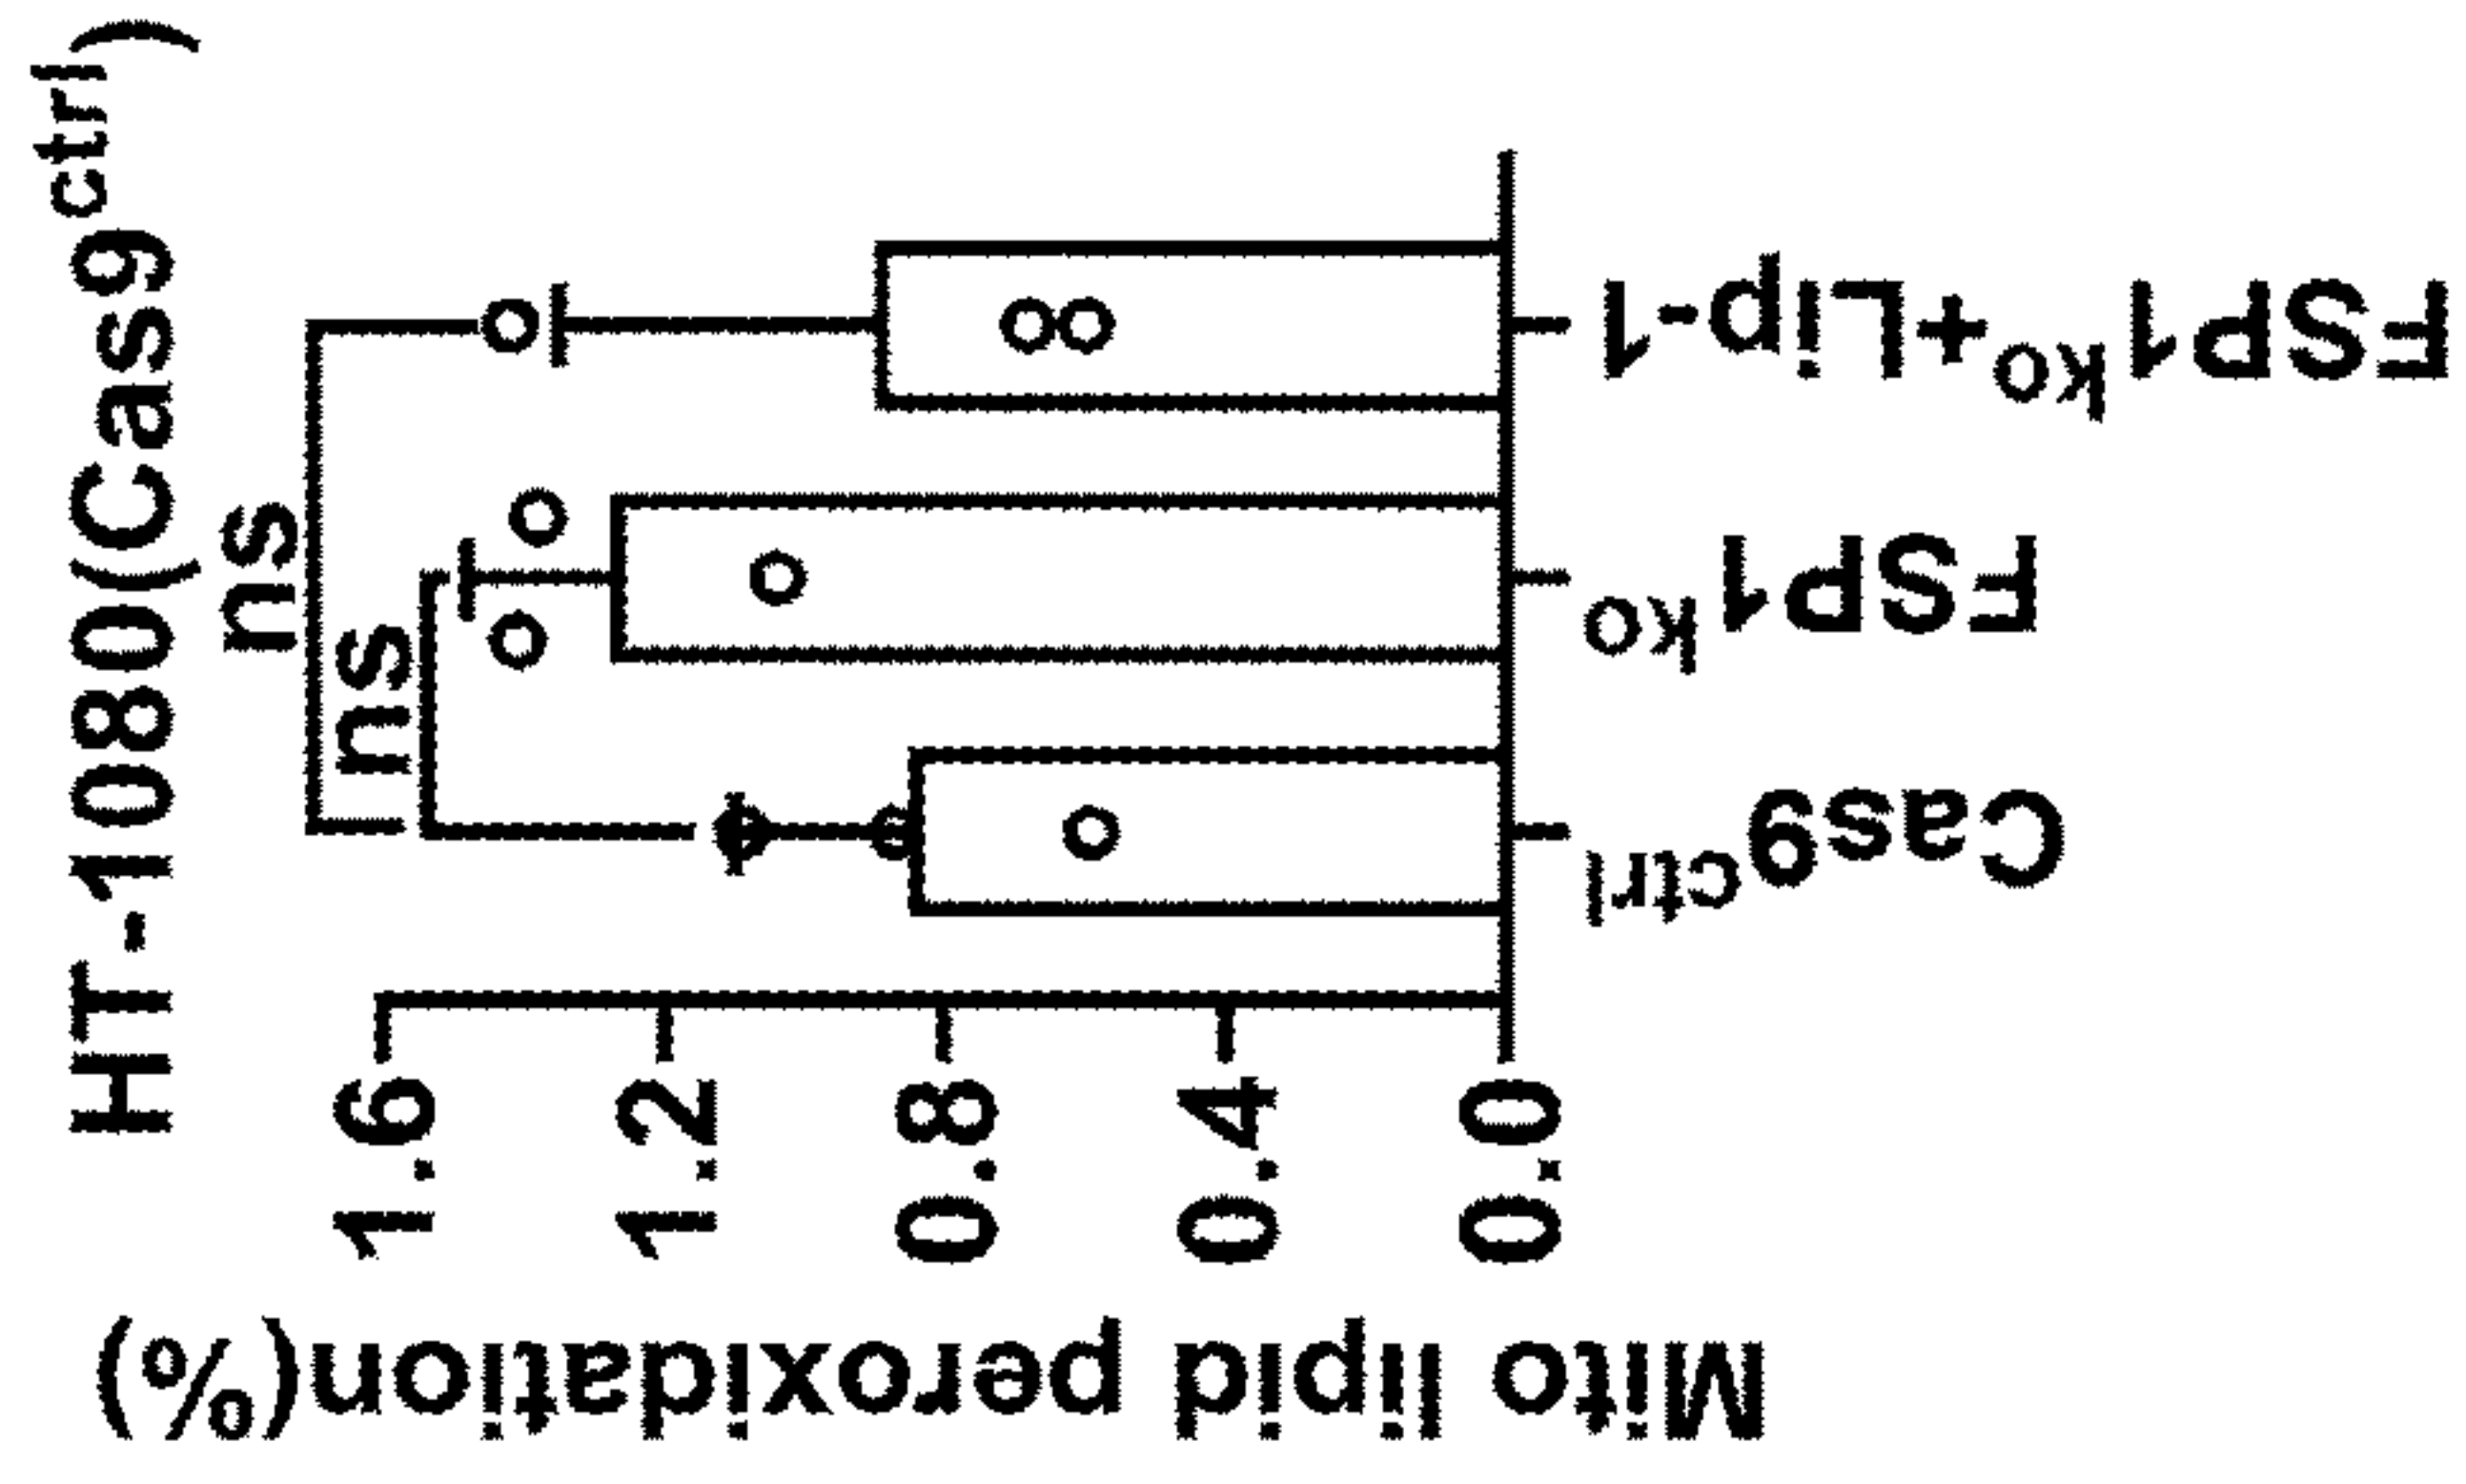 HT-1080(Cas9ctrl)
ns
ns
1.6
1.2
0.8
0.4
0.0
Mito lipid peroxidation(%)
Cas9ctrl
FSP1ko
FSP1ko+Lip-1